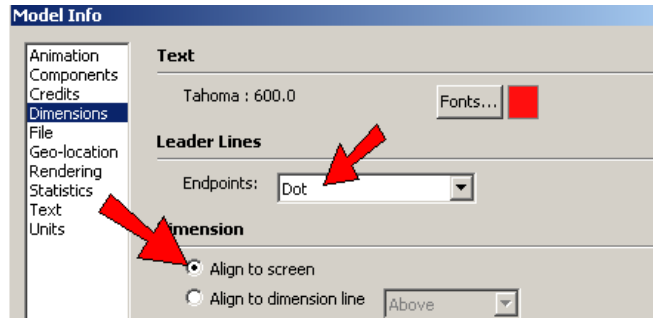 Model Info
Animation
Components
Credits
Dimensions
File
Geo-location
Rendering
Statistics
Text
Units
Text
Tahoma : 600.0
Fonts...
Leader Lines
Endpoints: Dot
Dimension
Align to screen
Align to dimension line Above